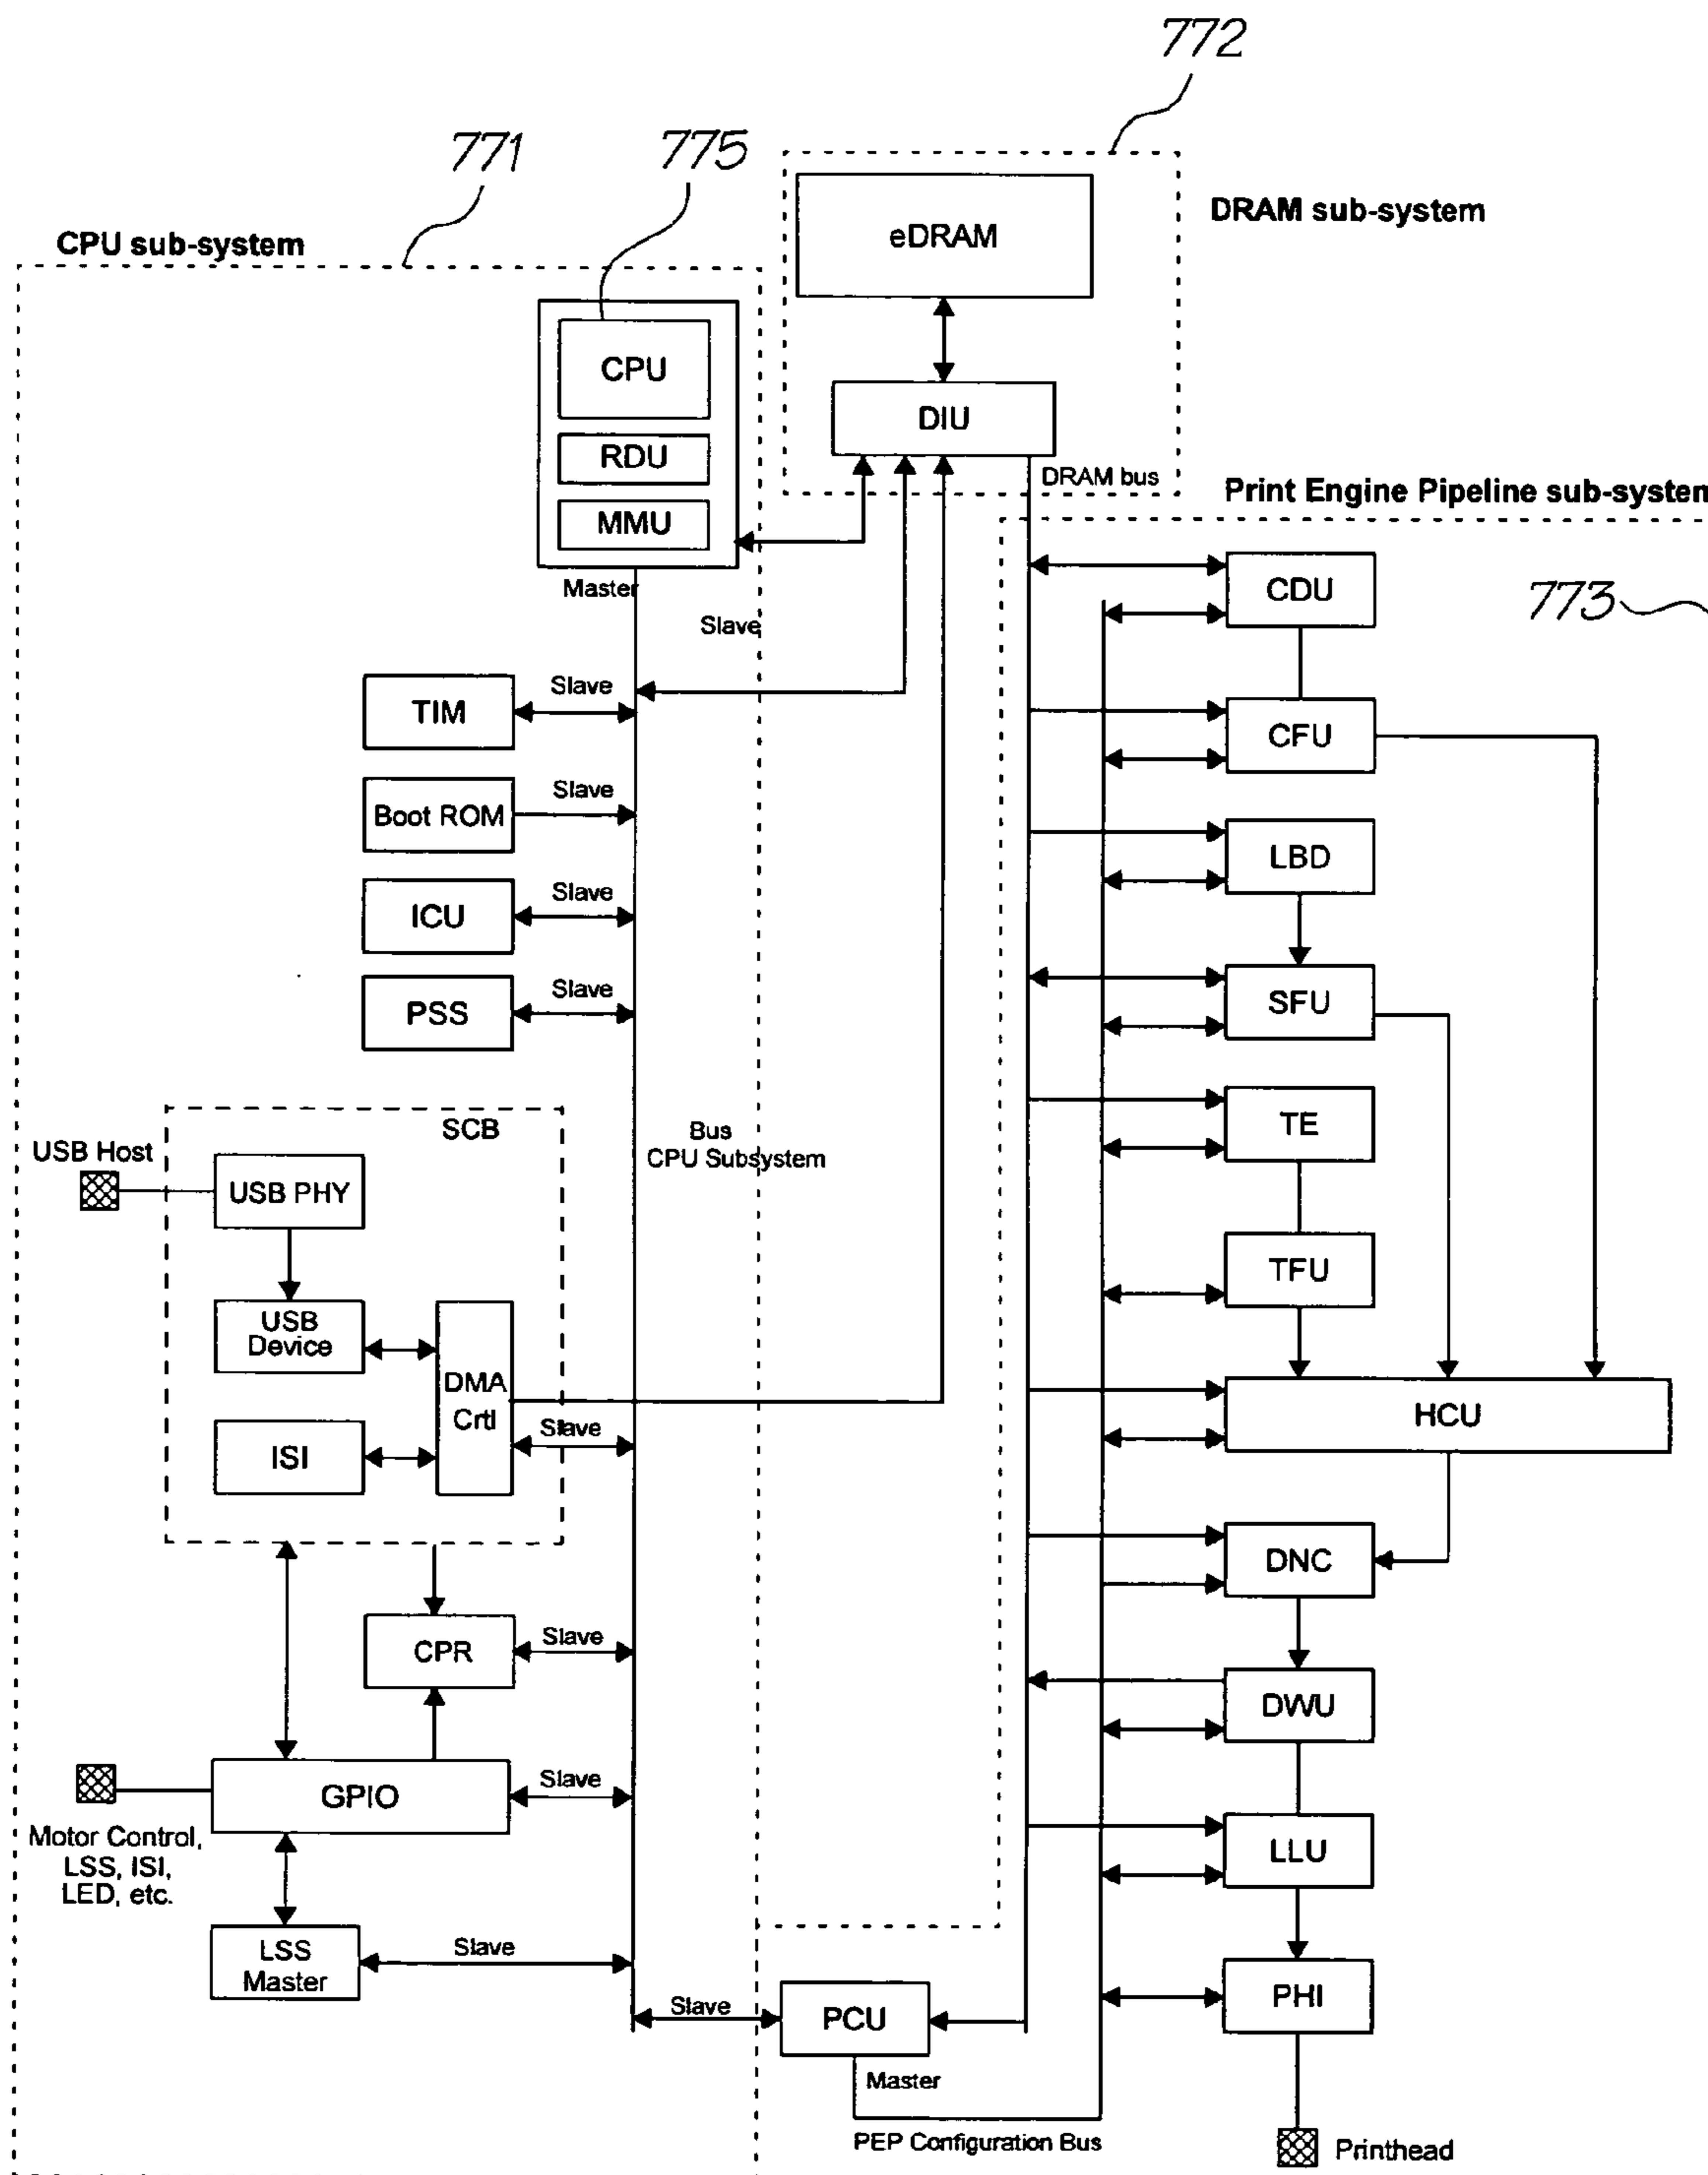 772
771
775
CPU sub-system
DRAM sub-system
eDRAM
CPU
RDU
MMU
DIU
DRAM bus
Print Engine Pipeline sub-system
Master
Slave
CDU
773
TIM
Slave
CFU
Boot ROM
Slave
LBD
ICU
Slave
PSS
Slave
SFU
SCB
Bus
CPU Subsystem
TE
USB Host
USB PHY
TFU
USB
Device
DMA
Crtl
Slave
ISI
HCU
DNC
CPR
Slave
DWU
GPIO
Slave
Motor Control,
LSS, ISI,
LED, etc.
LLU
LSS
Master
Slave
Slave
PCU
PHI
Master
PEP Configuration Bus
Printhead